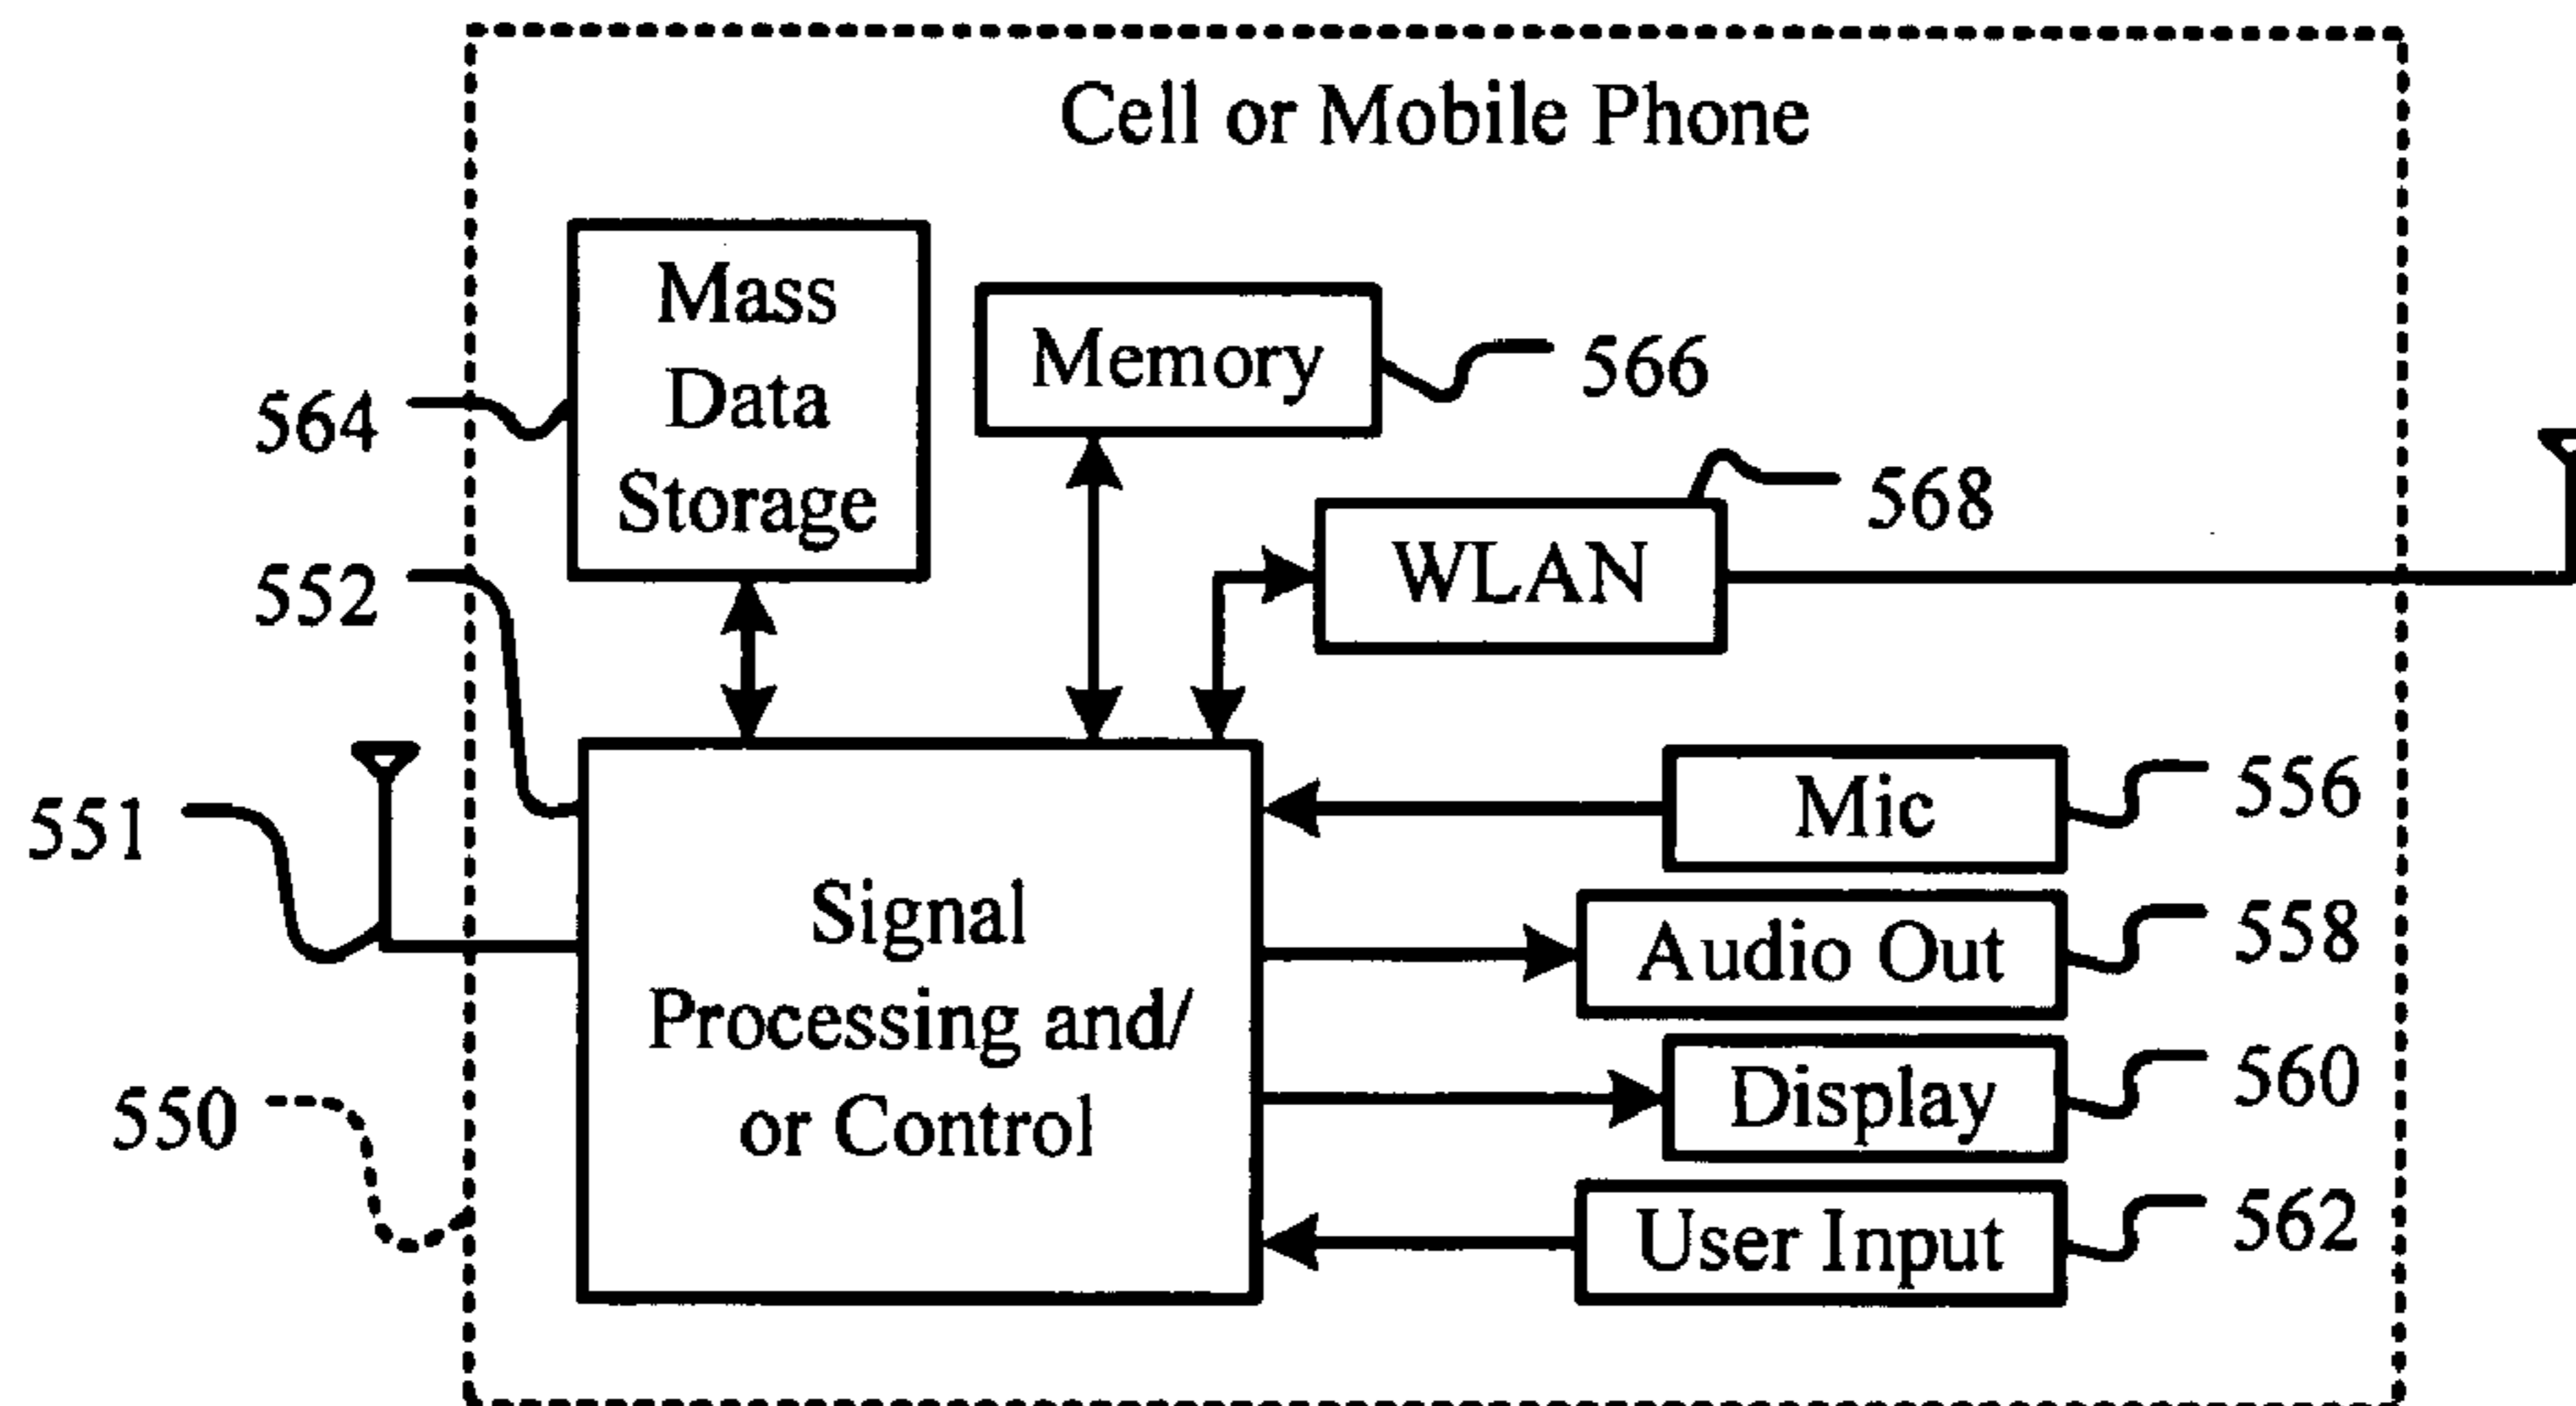 Cell or Mobile Phone
Mass
Data
Storage
Memory
566
564
568
WLAN
552
Mic
556
551
Signal
Processing and/
or Control
Audio Out
558
Display
560
550
User Input
562